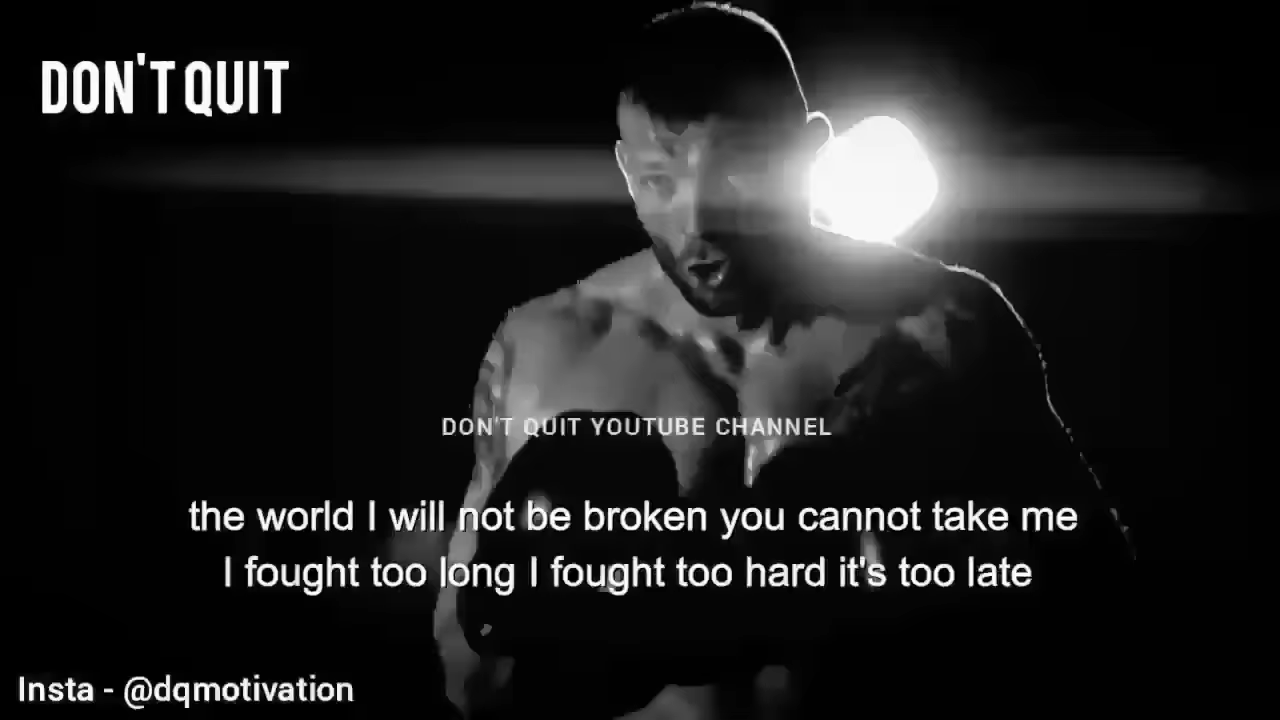 DON'T QUIT
DON'T QUIT YOUTUBE CHANNEL
the world I will not be broken you cannot take me
I fought too long I fought too hard it's too late
Insta - @dqmotivation